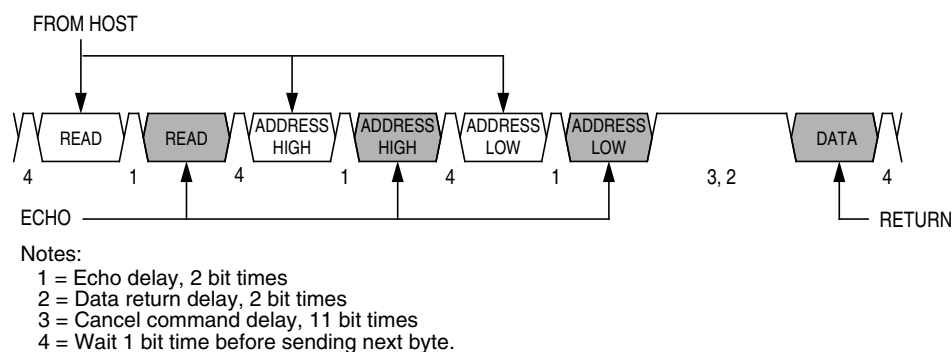 FROM HOST
READ READ ADDRESS HIGH ADDRESS HIGH ADDRESS LOW ADDRESS LOW DATA
4 1 4 1 4 1 3, 2 4
ECHO RETURN
Notes:
1 = Echo delay, 2 bit times
2 = Data return delay, 2 bit times
3 = Cancel command delay, 11 bit times
4 = Wait 1 bit time before sending next byte.